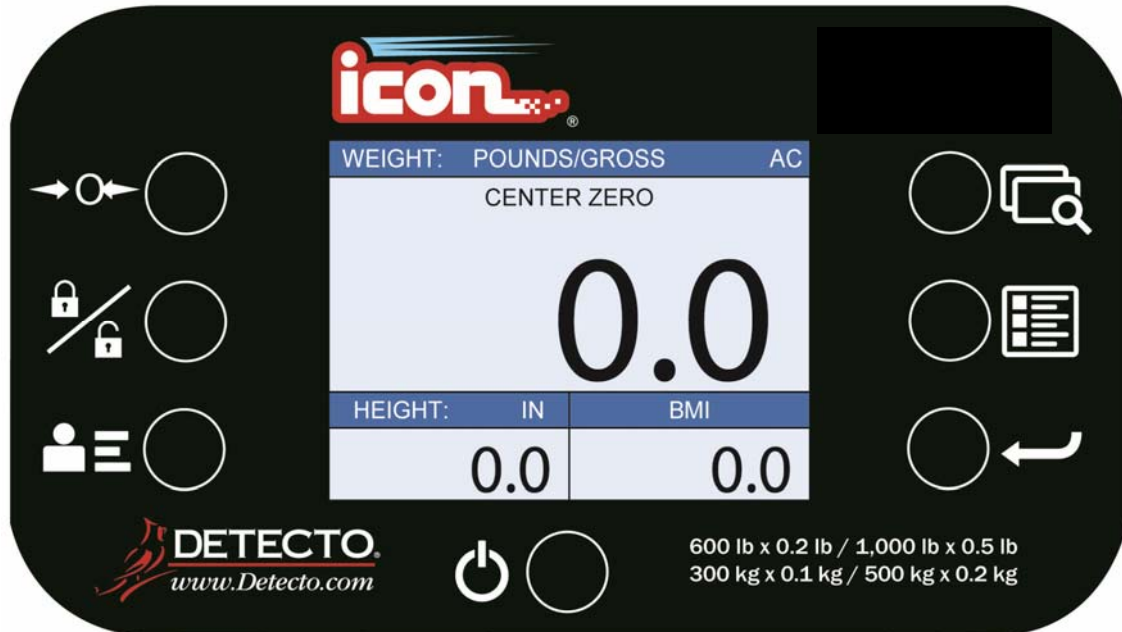 icon®
WEIGHT: POUNDS/GROSS AC
CENTER ZERO
0.0
HEIGHT: IN BMI
0.0 0.0
DETECTO®
www.Detecto.com
600 lb x 0.2 lb / 1,000 lb x 0.5 lb
300 kg x 0.1 kg / 500 kg x 0.2 kg